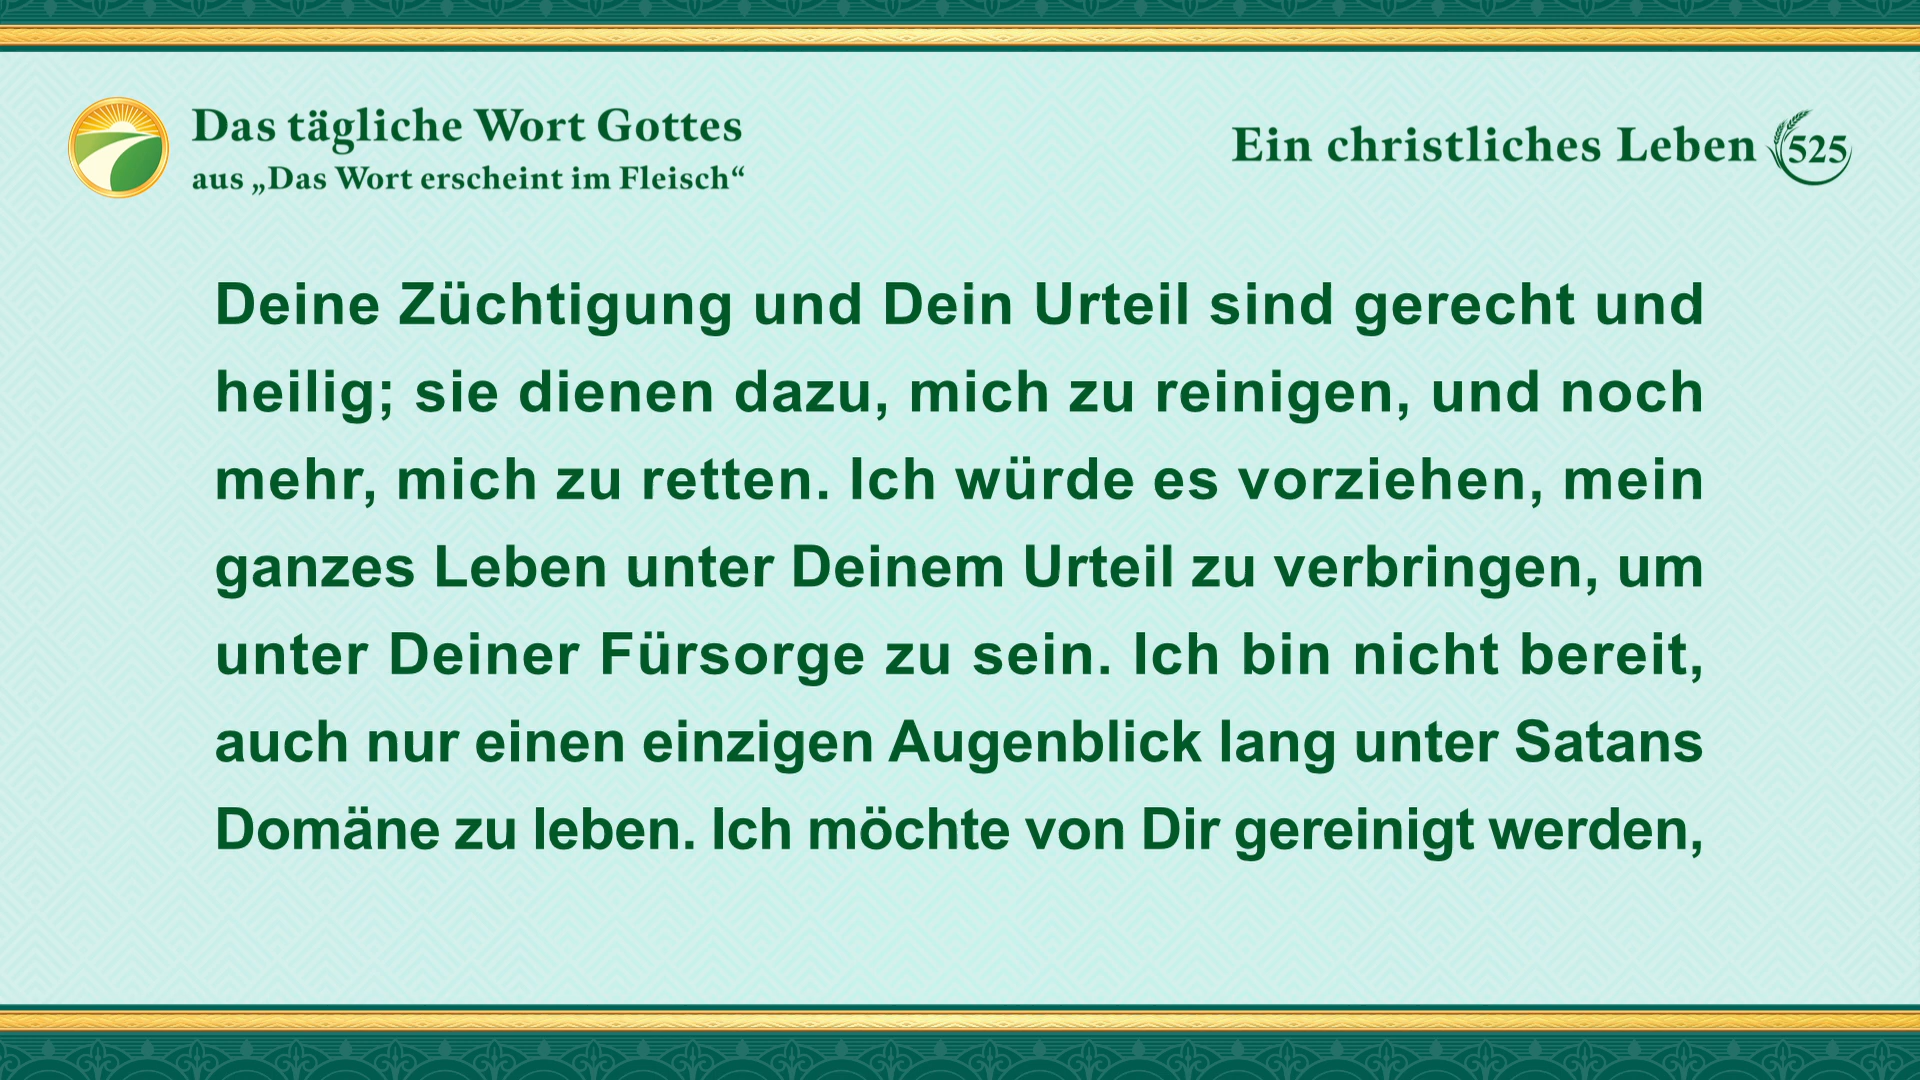 Das tägliche Wort Gottes
aus „Das Wort erscheint im Fleisch“
Ein christliches Leben 525
Deine Züchtigung und Dein Urteil sind gerecht und
heilig; sie dienen dazu, mich zu reinigen, und noch
mehr, mich zu retten. Ich würde es vorziehen, mein
ganzes Leben unter Deinem Urteil zu verbringen, um
unter Deiner Fürsorge zu sein. Ich bin nicht bereit,
auch nur einen einzigen Augenblick lang unter Satans
Domäne zu leben. Ich möchte von Dir gereinigt werden,